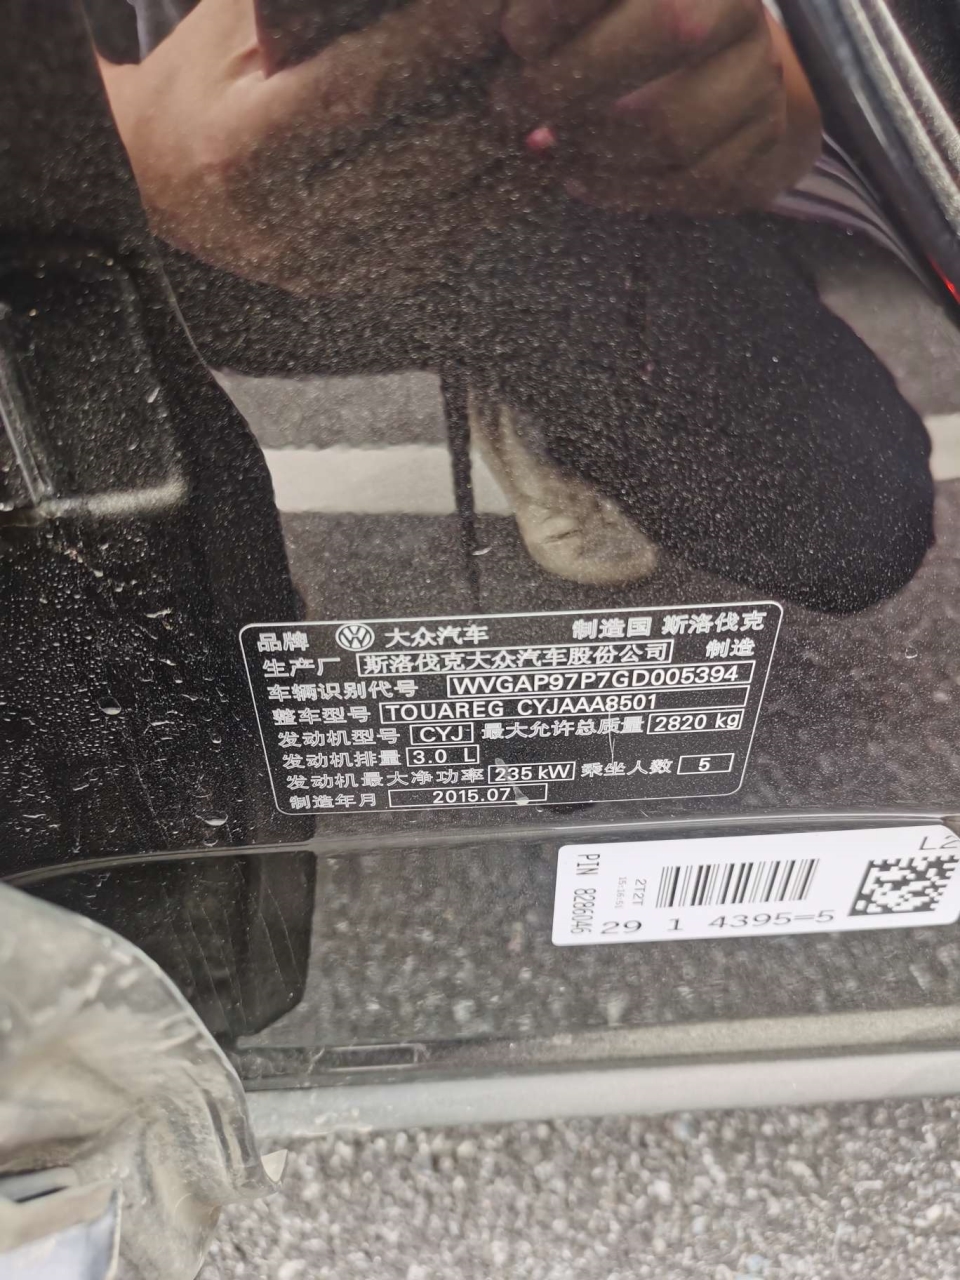 品牌 大众汽车 制造国 斯洛伐克
生产厂 斯洛伐克大众汽车股份公司 制造
车辆识别代号 WVGAP97P7GD005394
整车型号 TOUAREG CYJAAA8501
发动机型号 CYJ 最大允许总质量 2820 kg
发动机排量 3.0 L
发动机最大净功率 235 kW 乘坐人数 5
制造年月 2015.07
PIN 8286046
2T2T
29 1 4395=5